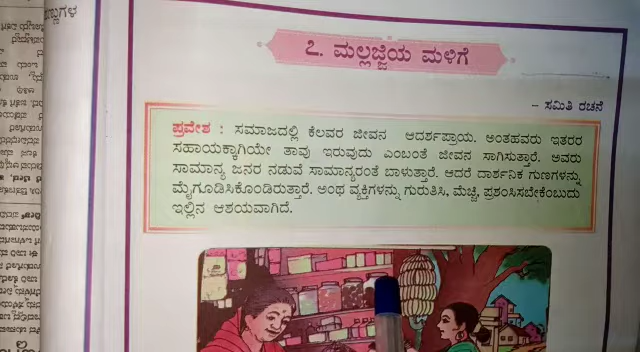 ೭. ಮಲ್ಲಜ್ಜಿಯ ಮಳಿಗೆ
– ಸಮಿತಿ ರಚನೆ
ಪ್ರವೇಶ : ಸಮಾಜದಲ್ಲಿ ಕೆಲವರ ಜೀವನ ಆದರ್ಶಪ್ರಾಯ. ಅಂತಹವರು ಇತರರ
ಸಹಾಯಕ್ಕಾಗಿಯೇ ತಾವು ಇರುವುದು ಎಂಬಂತೆ ಜೀವನ ಸಾಗಿಸುತ್ತಾರೆ. ಅವರು
ಸಾಮಾನ್ಯ ಜನರ ನಡುವೆ ಸಾಮಾನ್ಯರಂತೆ ಬಾಳುತ್ತಾರೆ. ಆದರೆ ದಾರ್ಶನಿಕ ಗುಣಗಳನ್ನು
ಮೈಗೂಡಿಸಿಕೊಂಡಿರುತ್ತಾರೆ. ಅಂಥ ವ್ಯಕ್ತಿಗಳನ್ನು ಗುರುತಿಸಿ, ಮೆಚ್ಚಿ, ಪ್ರಶಂಸಿಸಬೇಕೆಂಬುದು
ಇಲ್ಲಿನ ಆಶಯವಾಗಿದೆ.